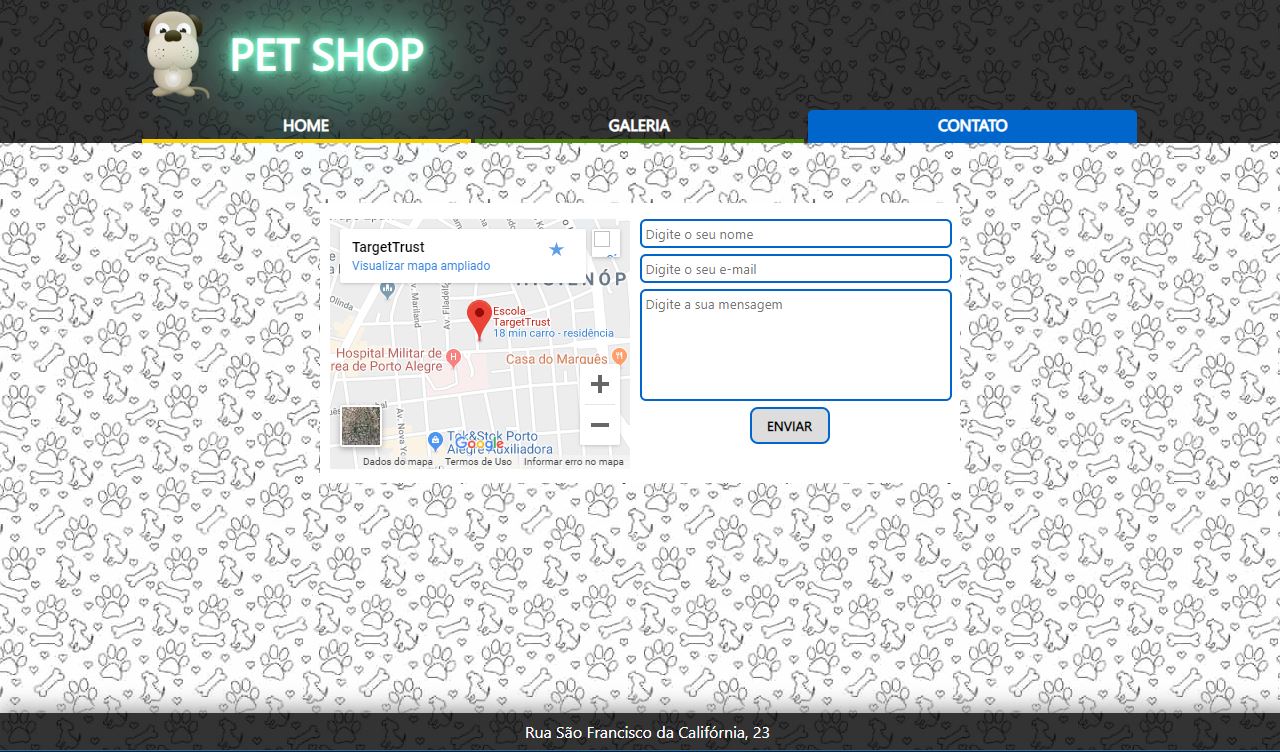 PET SHOP
HOME
GALERIA
CONTATO
TargetTrust
Visualizar mapa ampliado
Olinda
Av. Mariland
Av. Filadélf
Escola
TargetTrust
18 min carro - residência
Hospital Militar de
Área de Porto Alegre
Casa do Marquês
Av. Nova Yo
Tok&Stok Porto
Alegre Auxiliadora
Google
Dados do mapa
Termos de Uso
Informar erro no mapa
Digite o seu nome
Digite o seu e-mail
Digite a sua mensagem
ENVIAR
Rua São Francisco da Califórnia, 23